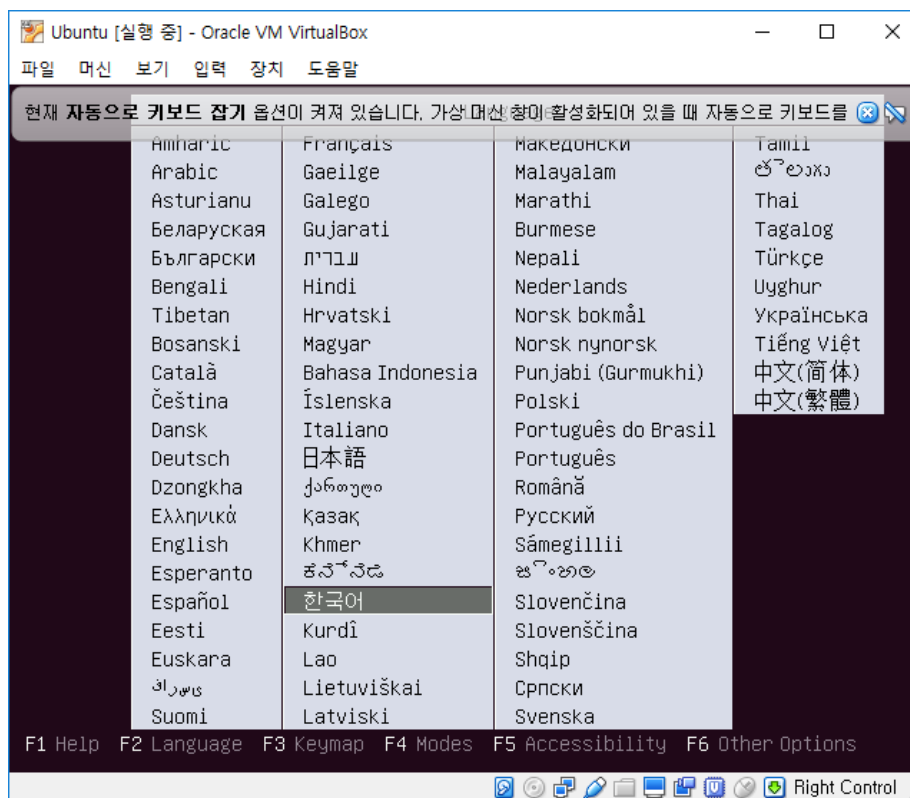 Ubuntu [실행 중] - Oracle VM VirtualBox
파일 머신 보기 입력 장치 도움말
현재 자동으로 키보드 잡기 옵션이 켜져 있습니다. 가상 머신 창이 활성화되어 있을 때 자동으로 키보드를
Amharic
Arabic
Asturianu
Беларуская
Български
Bengali
Tibetan
Bosanski
Català
Čeština
Dansk
Deutsch
Dzongkha
Ελληνικά
English
Esperanto
Español
Eesti
Euskara
Suomi
Français
Gaeilge
Galego
Gujarati
עברית
Hindi
Hrvatski
Magyar
Bahasa Indonesia
Íslenska
Italiano
日本語
ქართული
Қазақ
Khmer
한국어
Kurdî
Lao
Lietuviškai
Latviski
Македонски
Malayalam
Marathi
Burmese
Nepali
Nederlands
Norsk bokmål
Norsk nynorsk
Punjabi (Gurmukhi)
Polski
Português do Brasil
Português
Română
Русский
Sámegillii
Slovenčina
Slovenščina
Shqip
Српски
Svenska
Tamil
Thai
Tagalog
Türkçe
Uyghur
Українська
Tiếng Việt
中文(简体)
中文(繁體)
F1 Help F2 Language F3 Keymap F4 Modes F5 Accessibility F6 Other Options
Right Control